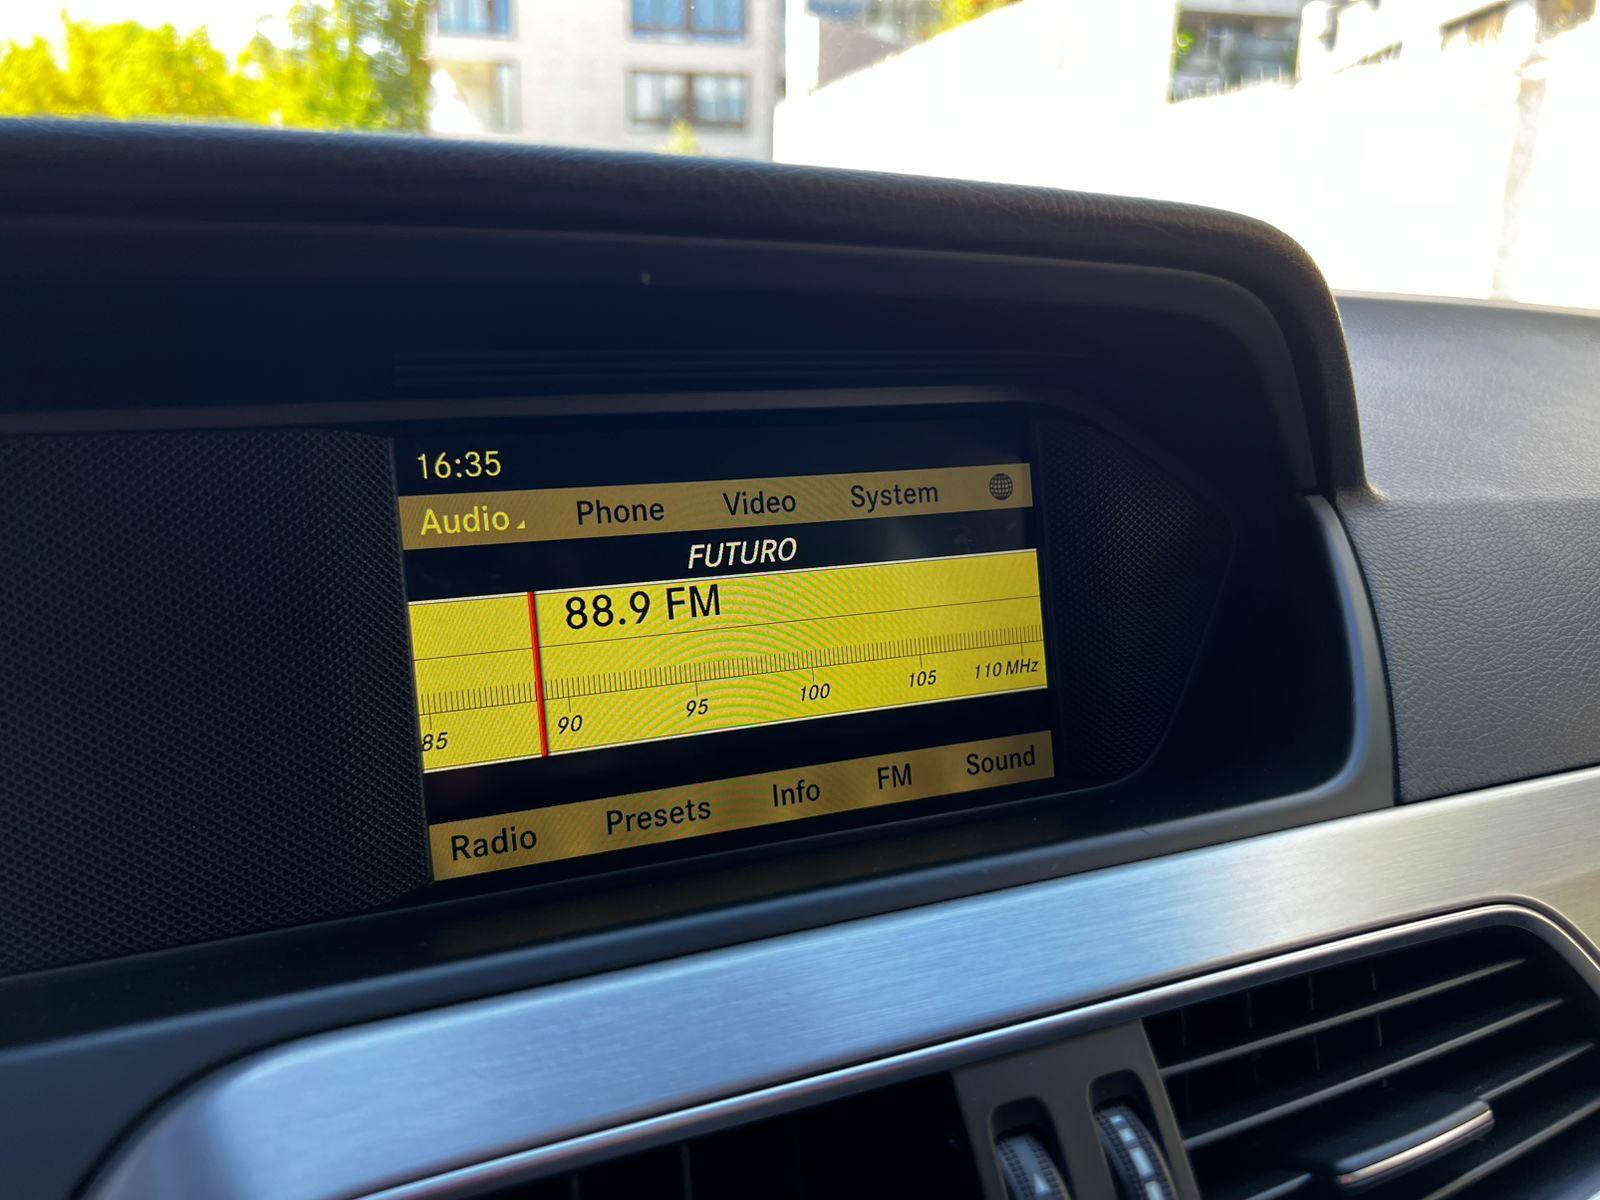 16:35
Audio Phone Video System
FUTURO
88.9 FM
85 90 95 100 105 110 MHz
Radio Presets Info FM Sound